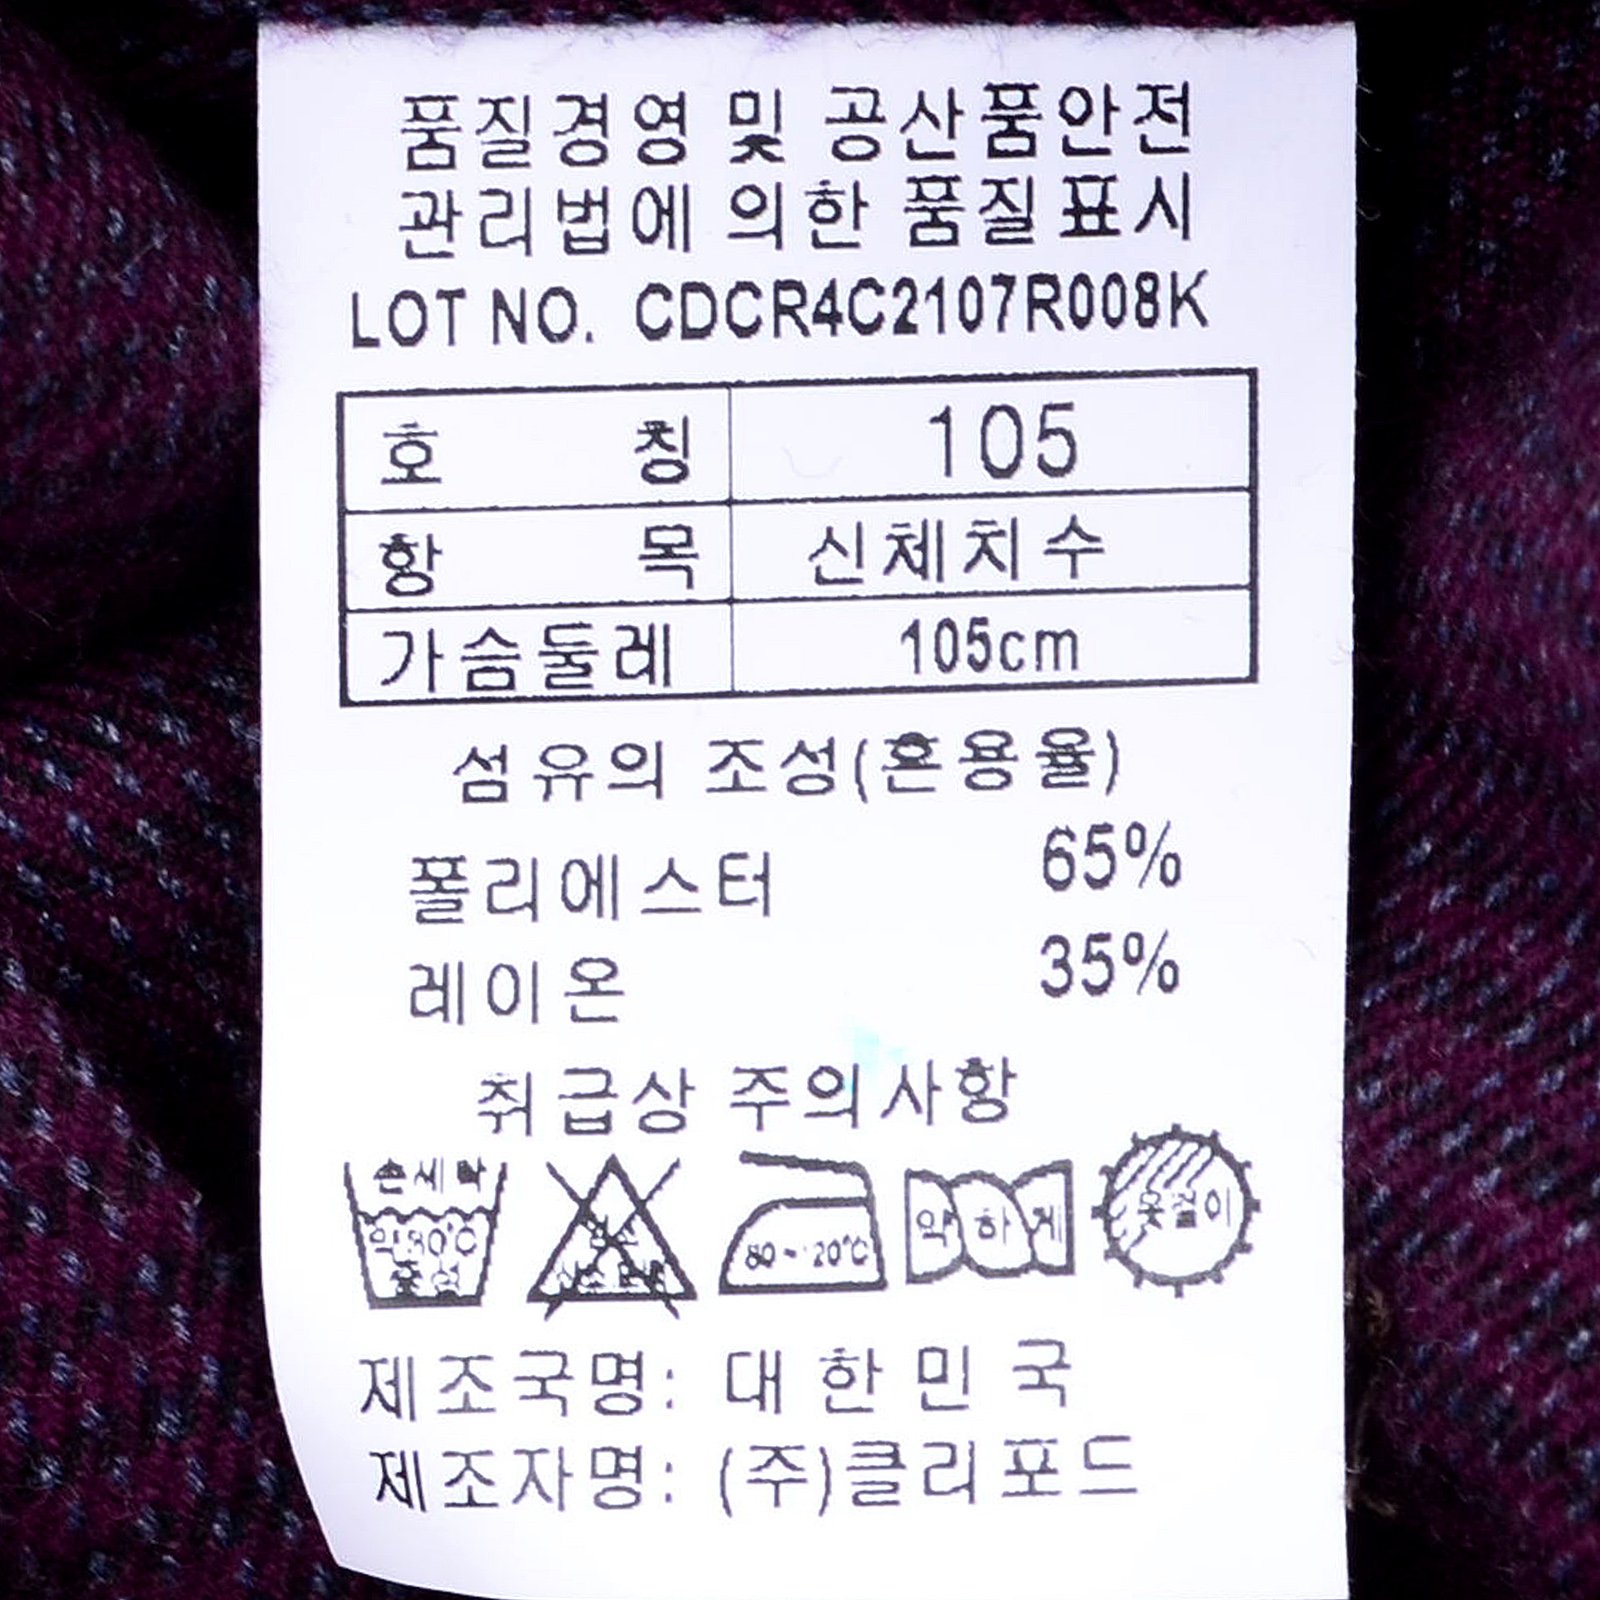 품질경영 및 공산품안전
관리법에 의한 품질표시
LOT NO. CDCR4C2107R008K
호 칭 105
항 목 신체치수
가슴둘레 105cm
섬유의 조성(혼용율)
폴리에스터 65%
레이온 35%
취급상 주의사항
손세탁
약30℃
80~120℃
약하게
옷걸이
제조국명: 대한민국
제조자명: (주)클리포드